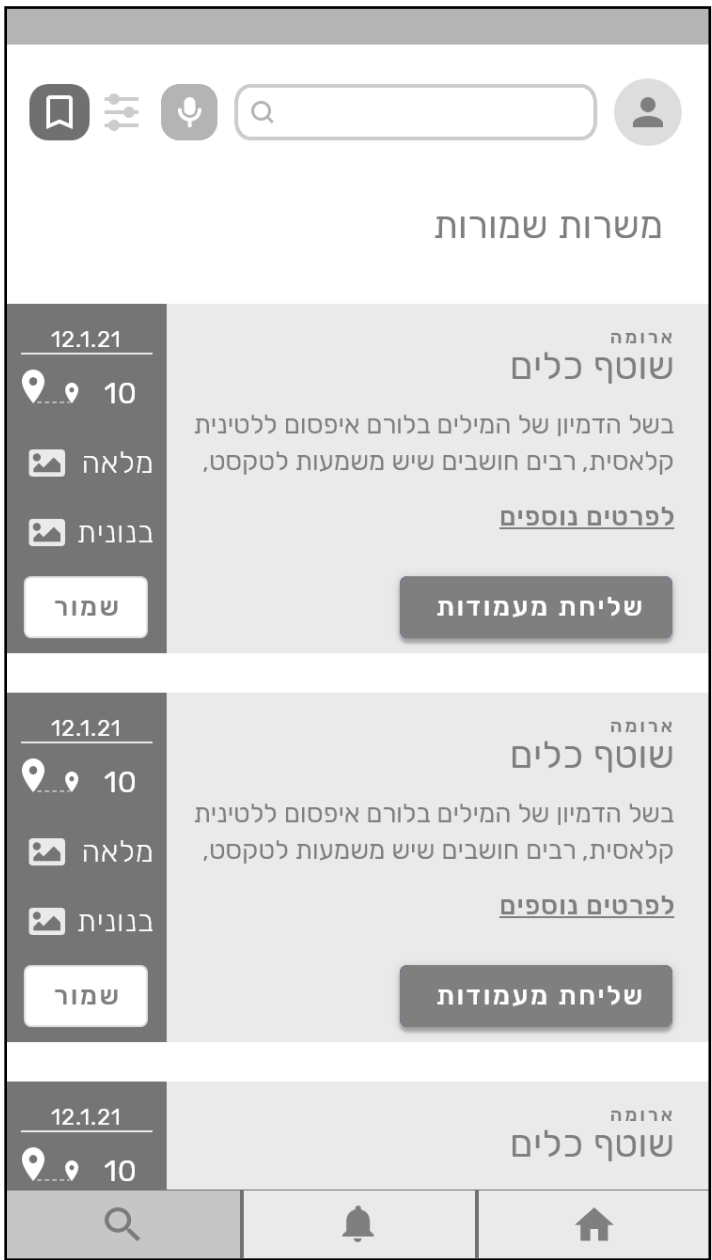 משרות שמורות
ארומה
שוטף כלים
בשל הדמיון של המילים בלורם איפסום ללטינית
קלאסית, רבים חושבים שיש משמעות לטקסט,
לפרטים נוספים
שליחת מעמודות
12.1.21
10
מלאה
בנונית
שמור
ארומה
שוטף כלים
בשל הדמיון של המילים בלורם איפסום ללטינית
קלאסית, רבים חושבים שיש משמעות לטקסט,
לפרטים נוספים
שליחת מעמודות
12.1.21
10
מלאה
בנונית
שמור
ארומה
שוטף כלים
12.1.21
10